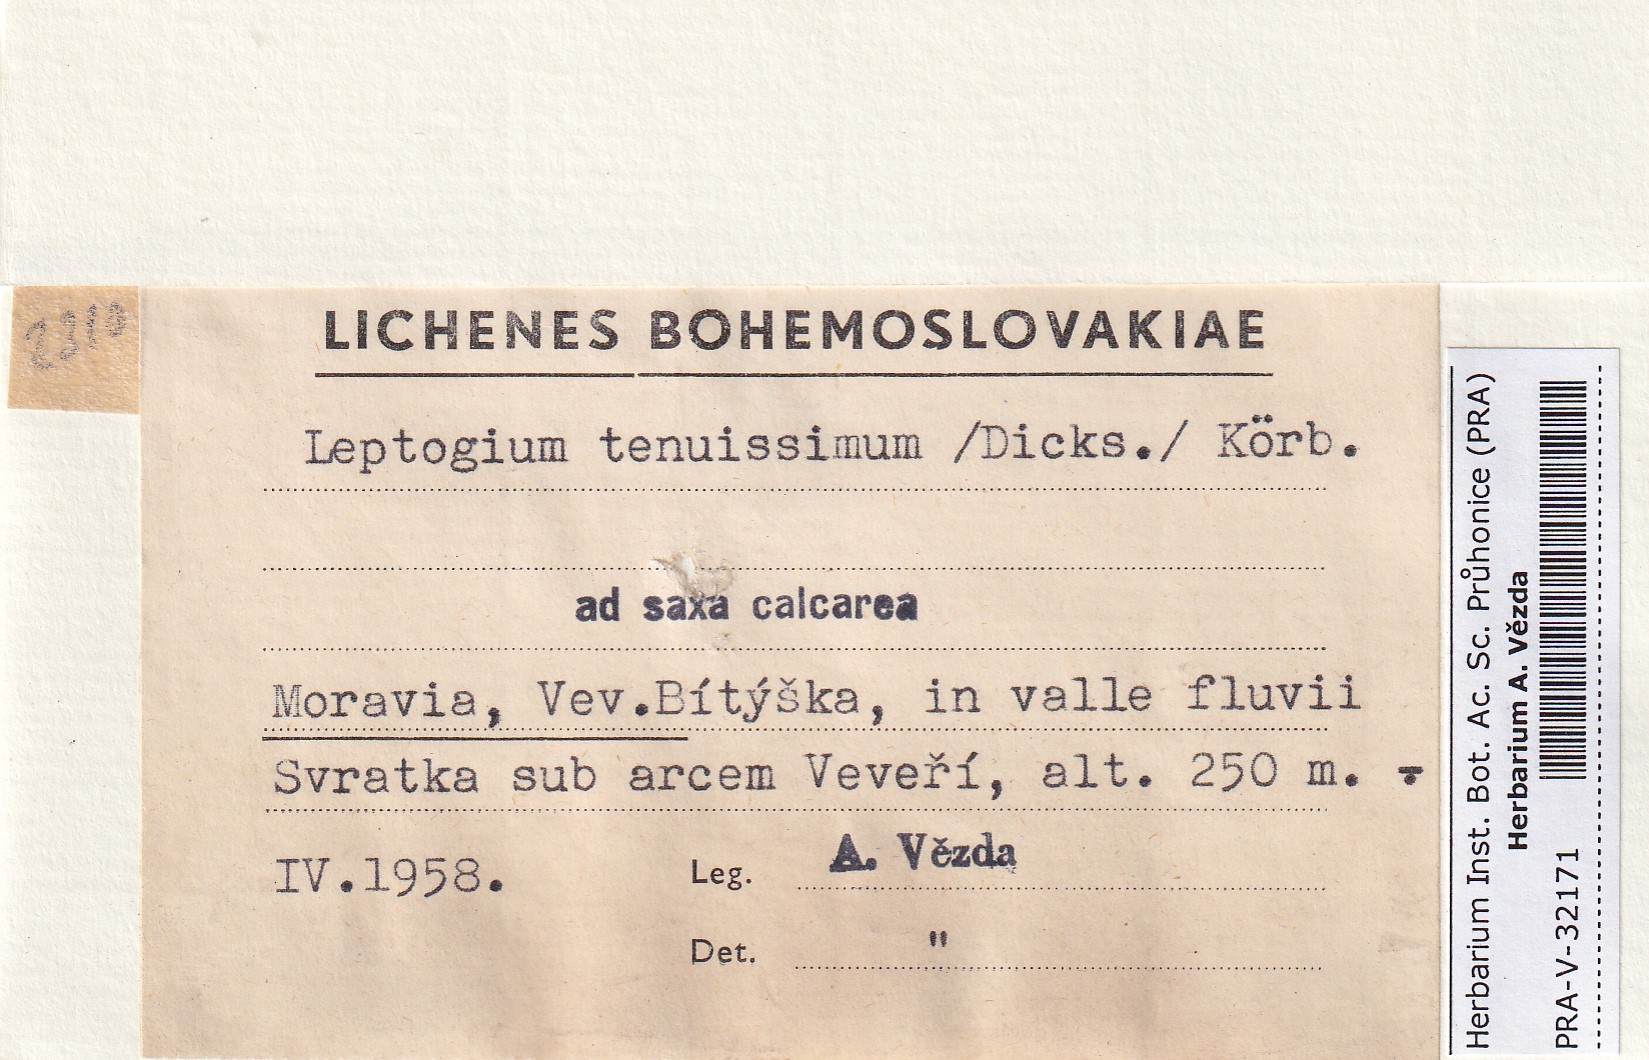 LICHENES BOHEMOSLOVAKIAE
Leptogium tenuissimum /Dicks./ Körb.
ad saxa calcarea
Moravia, Vev.Bítýška, in valle fluvii
Svratka sub arcem Veveří, alt. 250 m. -
IV.1958.
Leg. A. Vězda
Det. "
Herbarium Inst. Bot. Ac. Sc. Průhonice (PRA)
Herbarium A. Vězda
PRA-V-32171